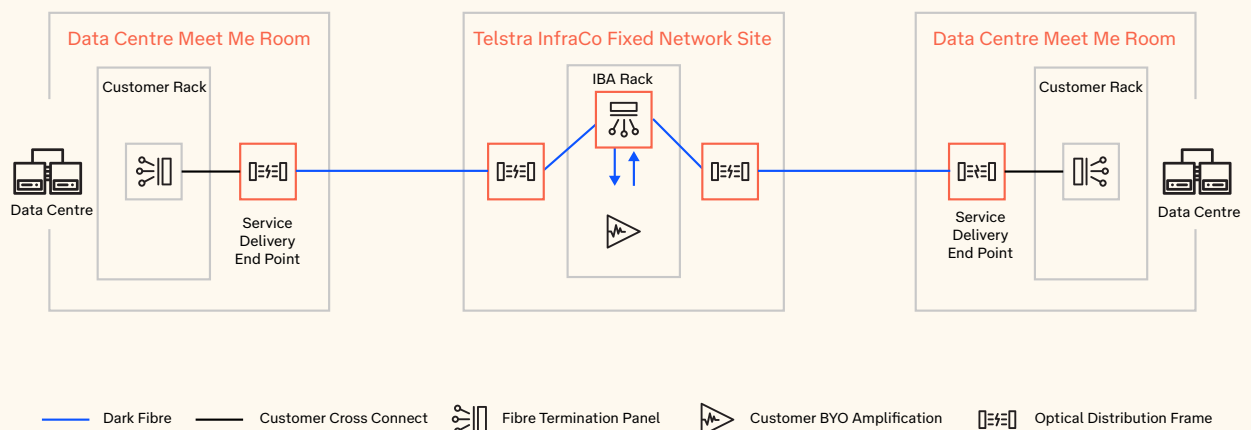 Data Centre Meet Me Room
Telstra InfraCo Fixed Network Site
Data Centre Meet Me Room
Customer Rack
IBA Rack
Customer Rack
Data Centre
Service
Delivery
End Point
Service
Delivery
End Point
Data Centre
Dark Fibre
Customer Cross Connect
Fibre Termination Panel
Customer BYO Amplification
Optical Distribution Frame